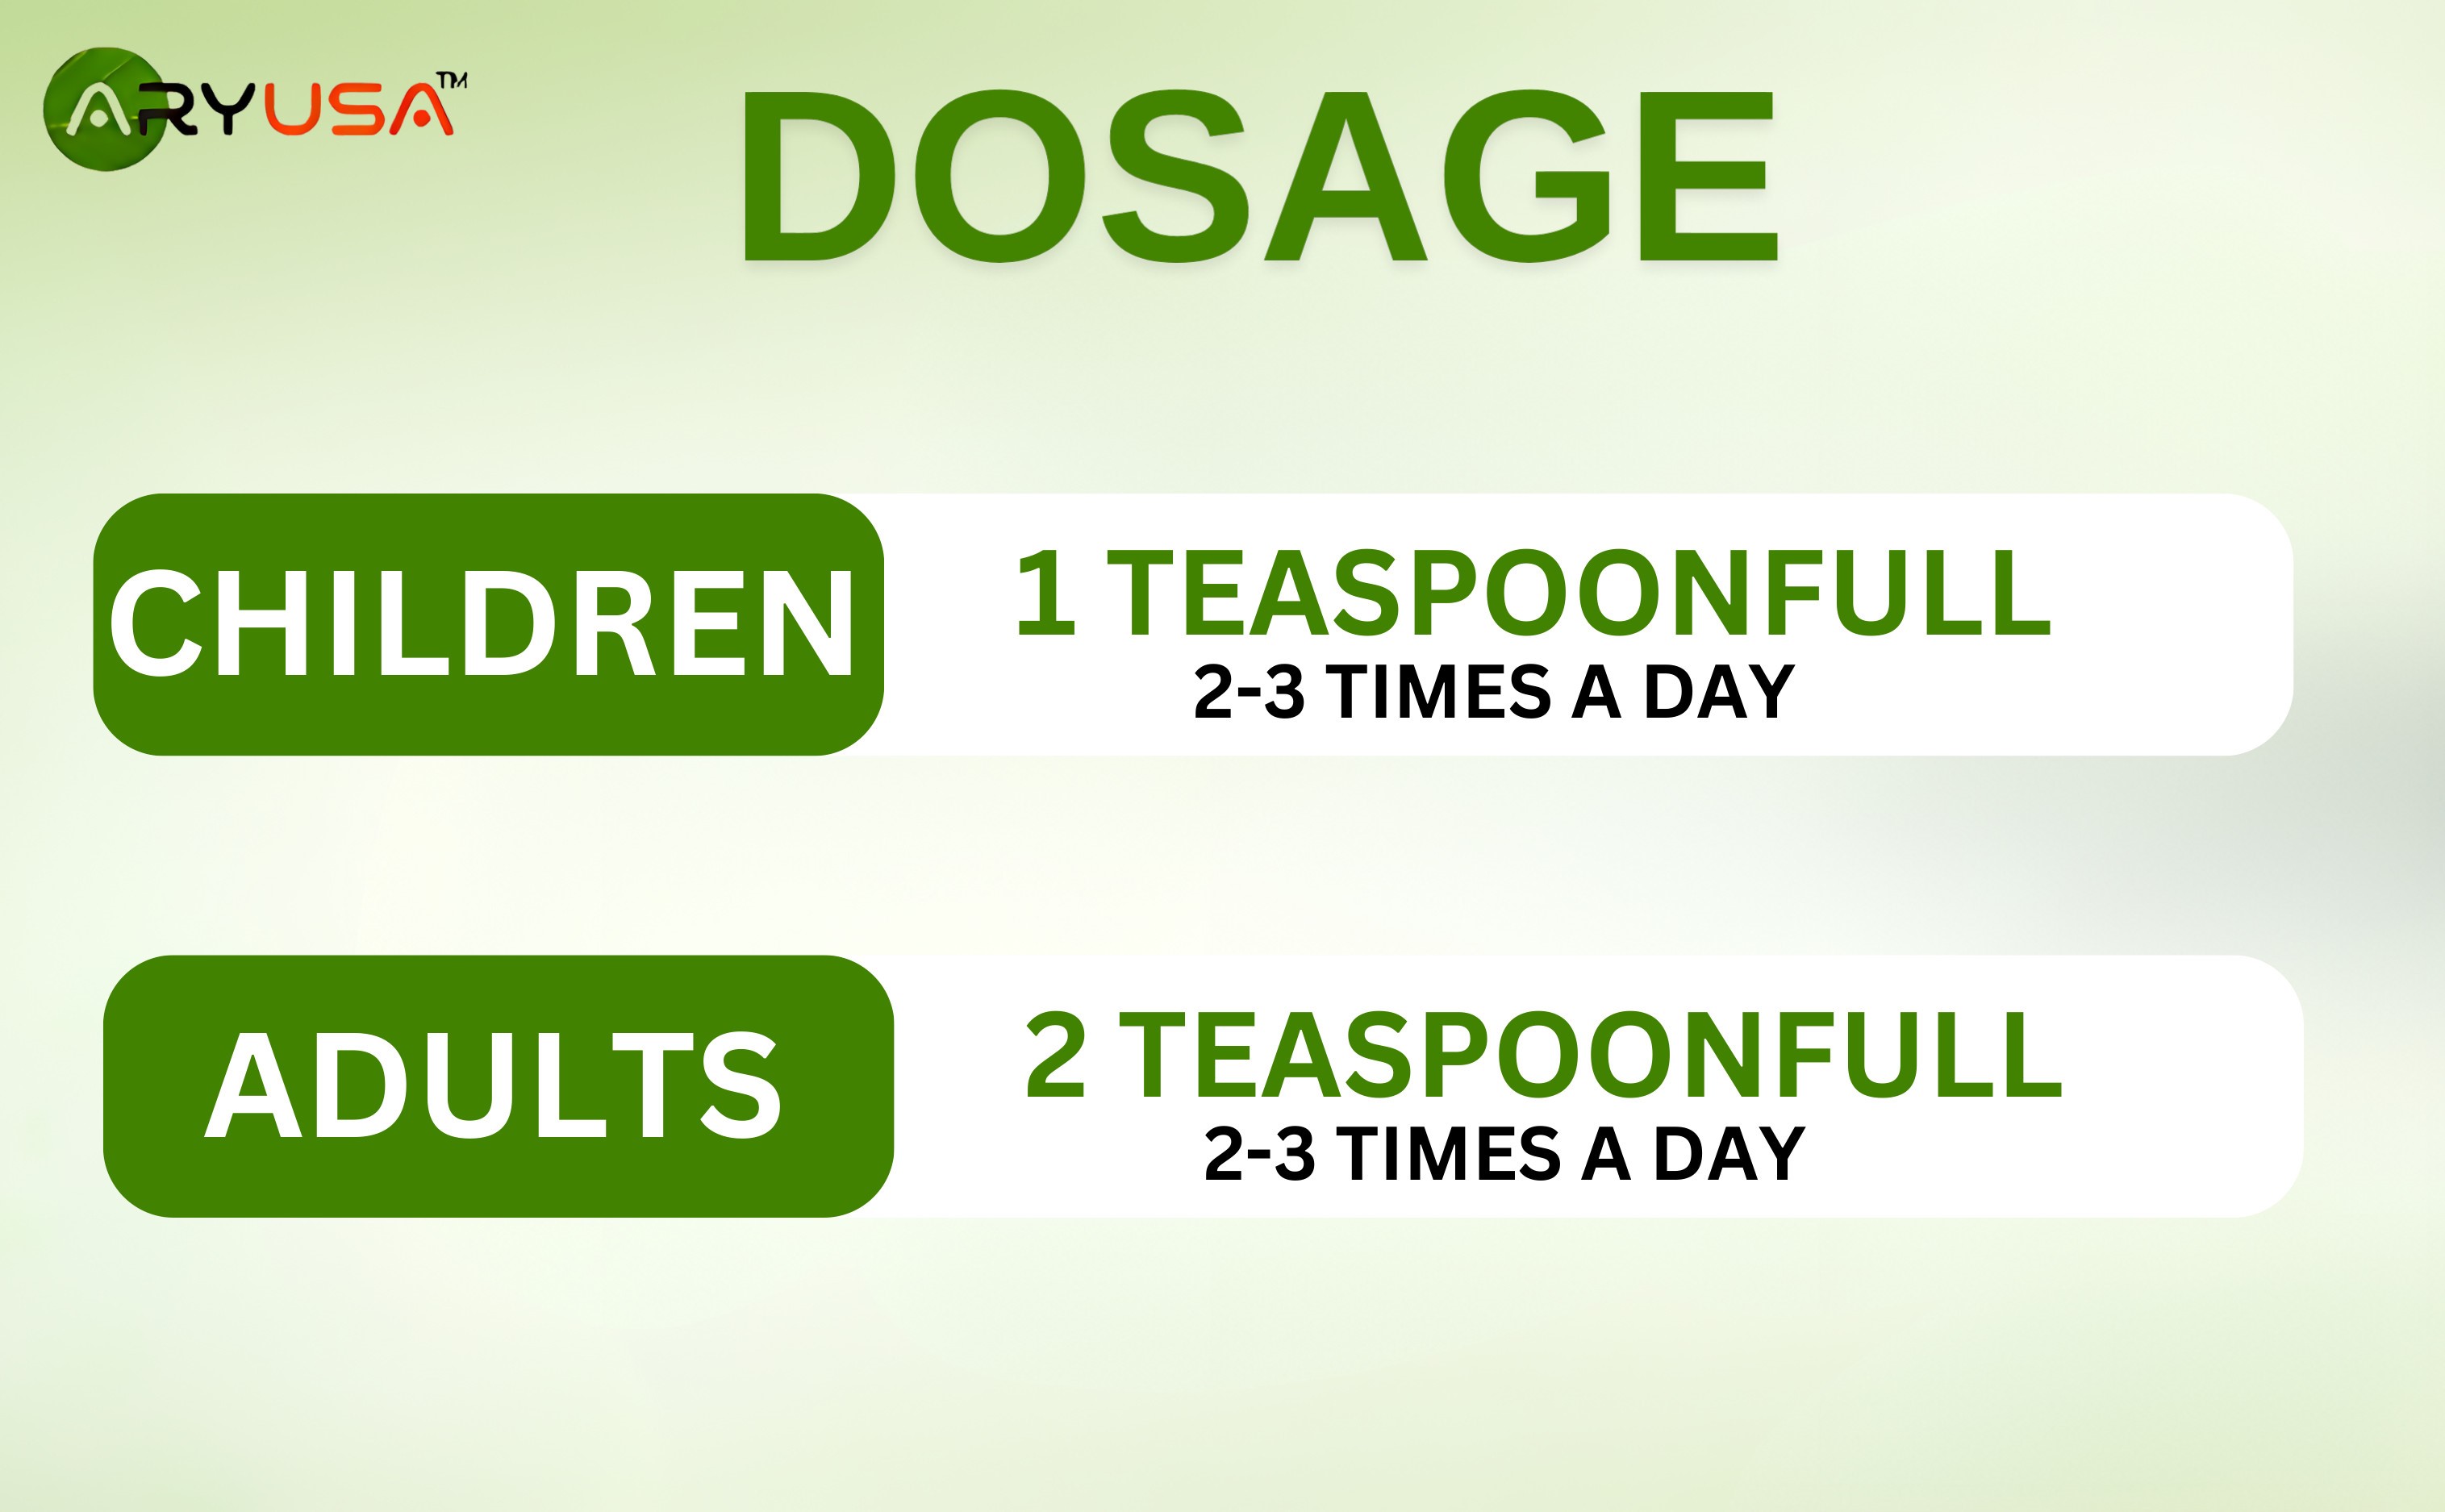 ARYUSA™
DOSAGE
CHILDREN
1 TEASPOONFULL
2-3 TIMES A DAY
ADULTS
2 TEASPOONFULL
2-3 TIMES A DAY